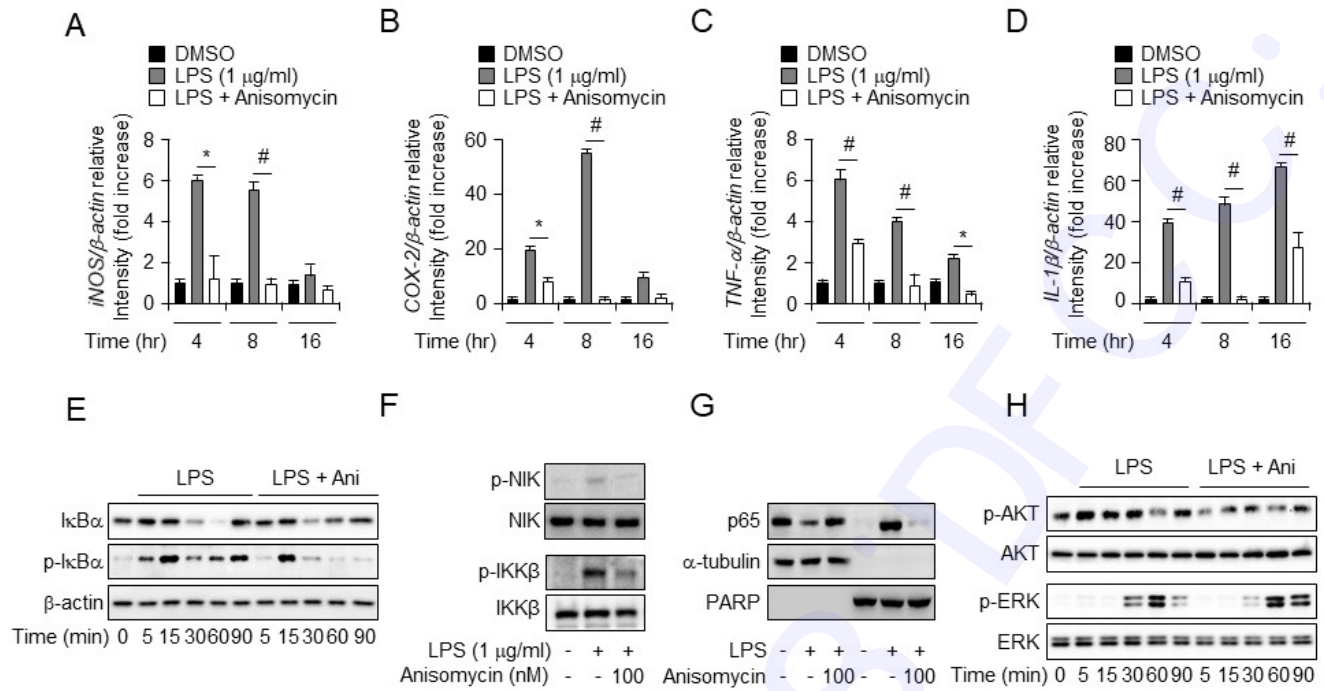 A
DMSO
LPS (1 μg/ml)
LPS + Anisomycin
iNOS/β-actin relative
Intensity (fold increase)
8
6
4
2
0
* #
Time (hr) 4 8 16
B
DMSO
LPS (1 μg/ml)
LPS + Anisomycin
COX-2/β-actin relative
Intensity (fold increase)
60
40
20
0
* #
Time (hr) 4 8 16
C
DMSO
LPS (1 μg/ml)
LPS + Anisomycin
TNF-α/β-actin relative
Intensity (fold increase)
8
6
4
2
0
# # *
Time (hr) 4 8 16
D
DMSO
LPS (1 μg/ml)
LPS + Anisomycin
IL-1β/β-actin relative
Intensity (fold increase)
80
60
40
20
0
# # #
Time (hr) 4 8 16
E
LPS LPS + Ani
IκBα
p-IκBα
β-actin
Time (min) 0 5 15 30 60 90 5 15 30 60 90
F
p-NIK
NIK
p-IKKβ
IKKβ
LPS (1 μg/ml) - + +
Anisomycin (nM) - - 100
G
p65
α-tubulin
PARP
LPS - + + - + +
Anisomycin - - 100 - - 100
H
LPS LPS + Ani
p-AKT
AKT
p-ERK
ERK
Time (min) 0 5 15 30 60 90 5 15 30 60 90